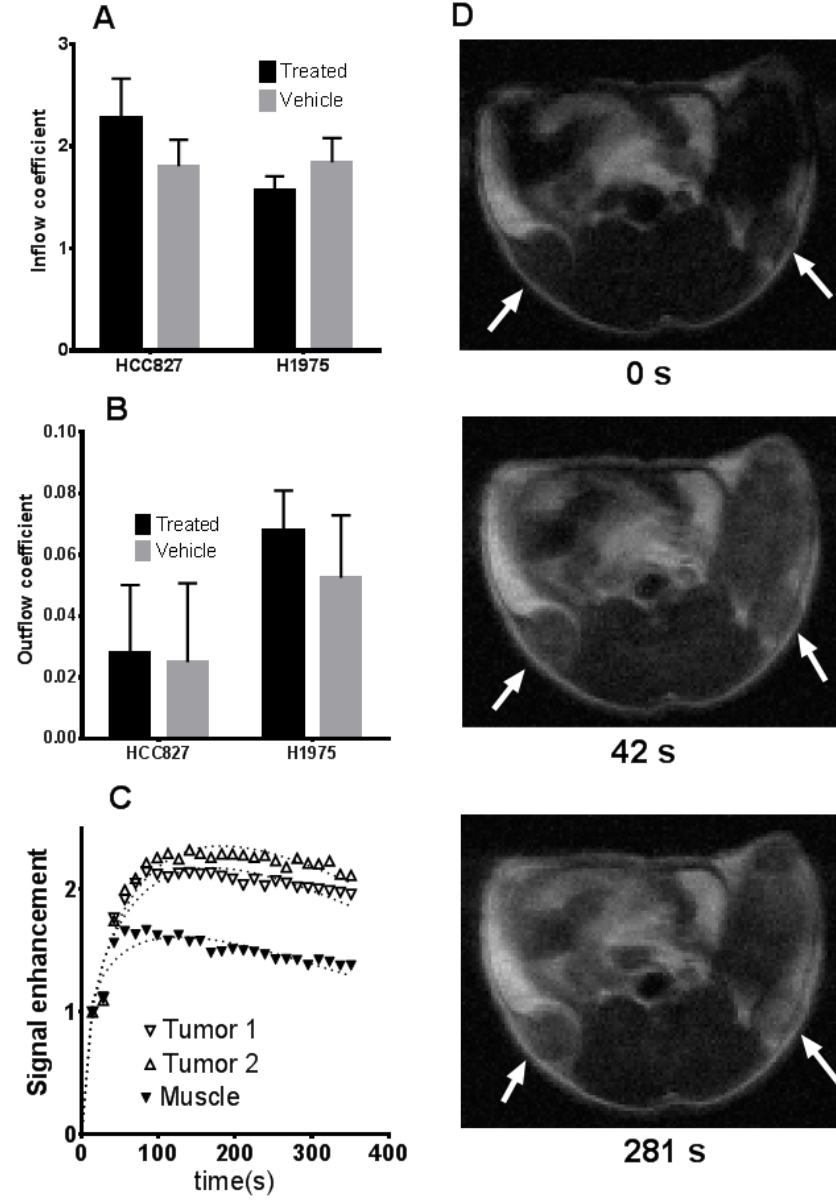 A
3
2
1
0
Inflow coefficient
Treated
Vehicle
HCC827
H1975
B
0.10
0.08
0.06
0.04
0.02
0.00
Outflow coefficient
Treated
Vehicle
HCC827
H1975
C
2
1
0
Signal enhancement
Tumor 1
Tumor 2
Muscle
0 100 200 300 400
time(s)
D
0 s
42 s
281 s